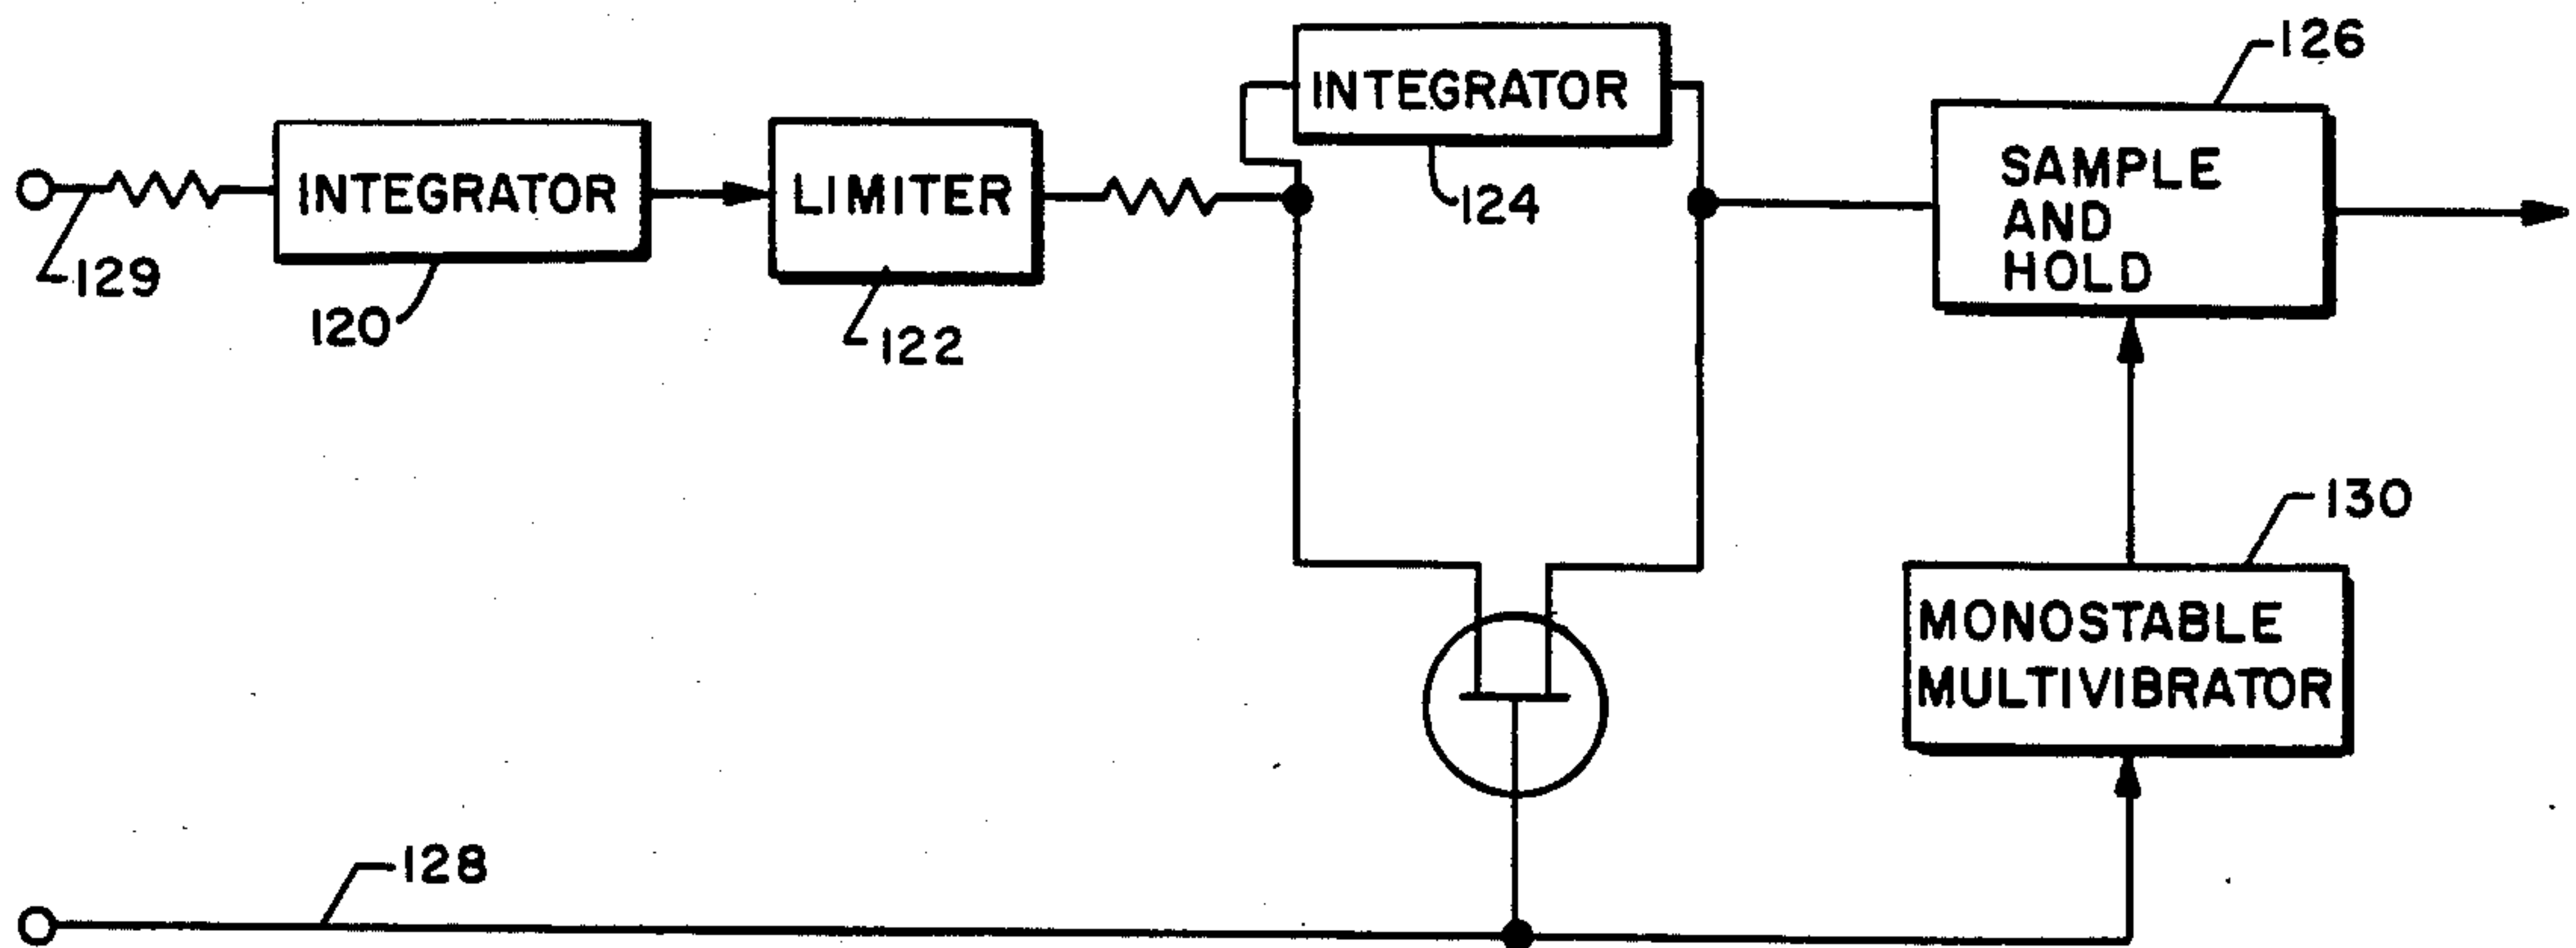 126
INTEGRATOR
124
INTEGRATOR
LIMITER
SAMPLE
AND
HOLD
129
120
122
130
MONOSTABLE
MULTIVIBRATOR
128